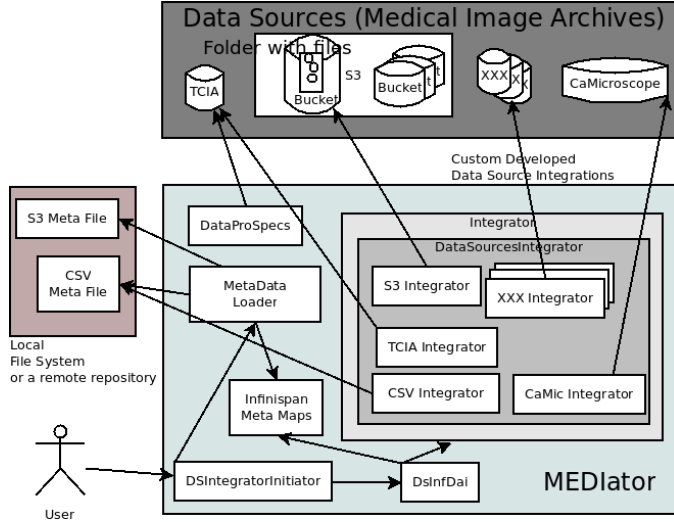 Data Sources (Medical Image Archives)
Folder with files
TCIA
Bucket
S3
Bucket
t
t
XXX
X
X
CaMicroscope
Custom Developed
Data Source Integrations
S3 Meta File
CSV
Meta File
Local
File System
or a remote repository
DataProSpecs
MetaData
Loader
Infinispan
Meta Maps
Integrator
DataSourcesIntegrator
S3 Integrator
XXX Integrator
TCIA Integrator
CSV Integrator
CaMic Integrator
User
DSIntegratorInitiator
DsInfDai
MEDIator